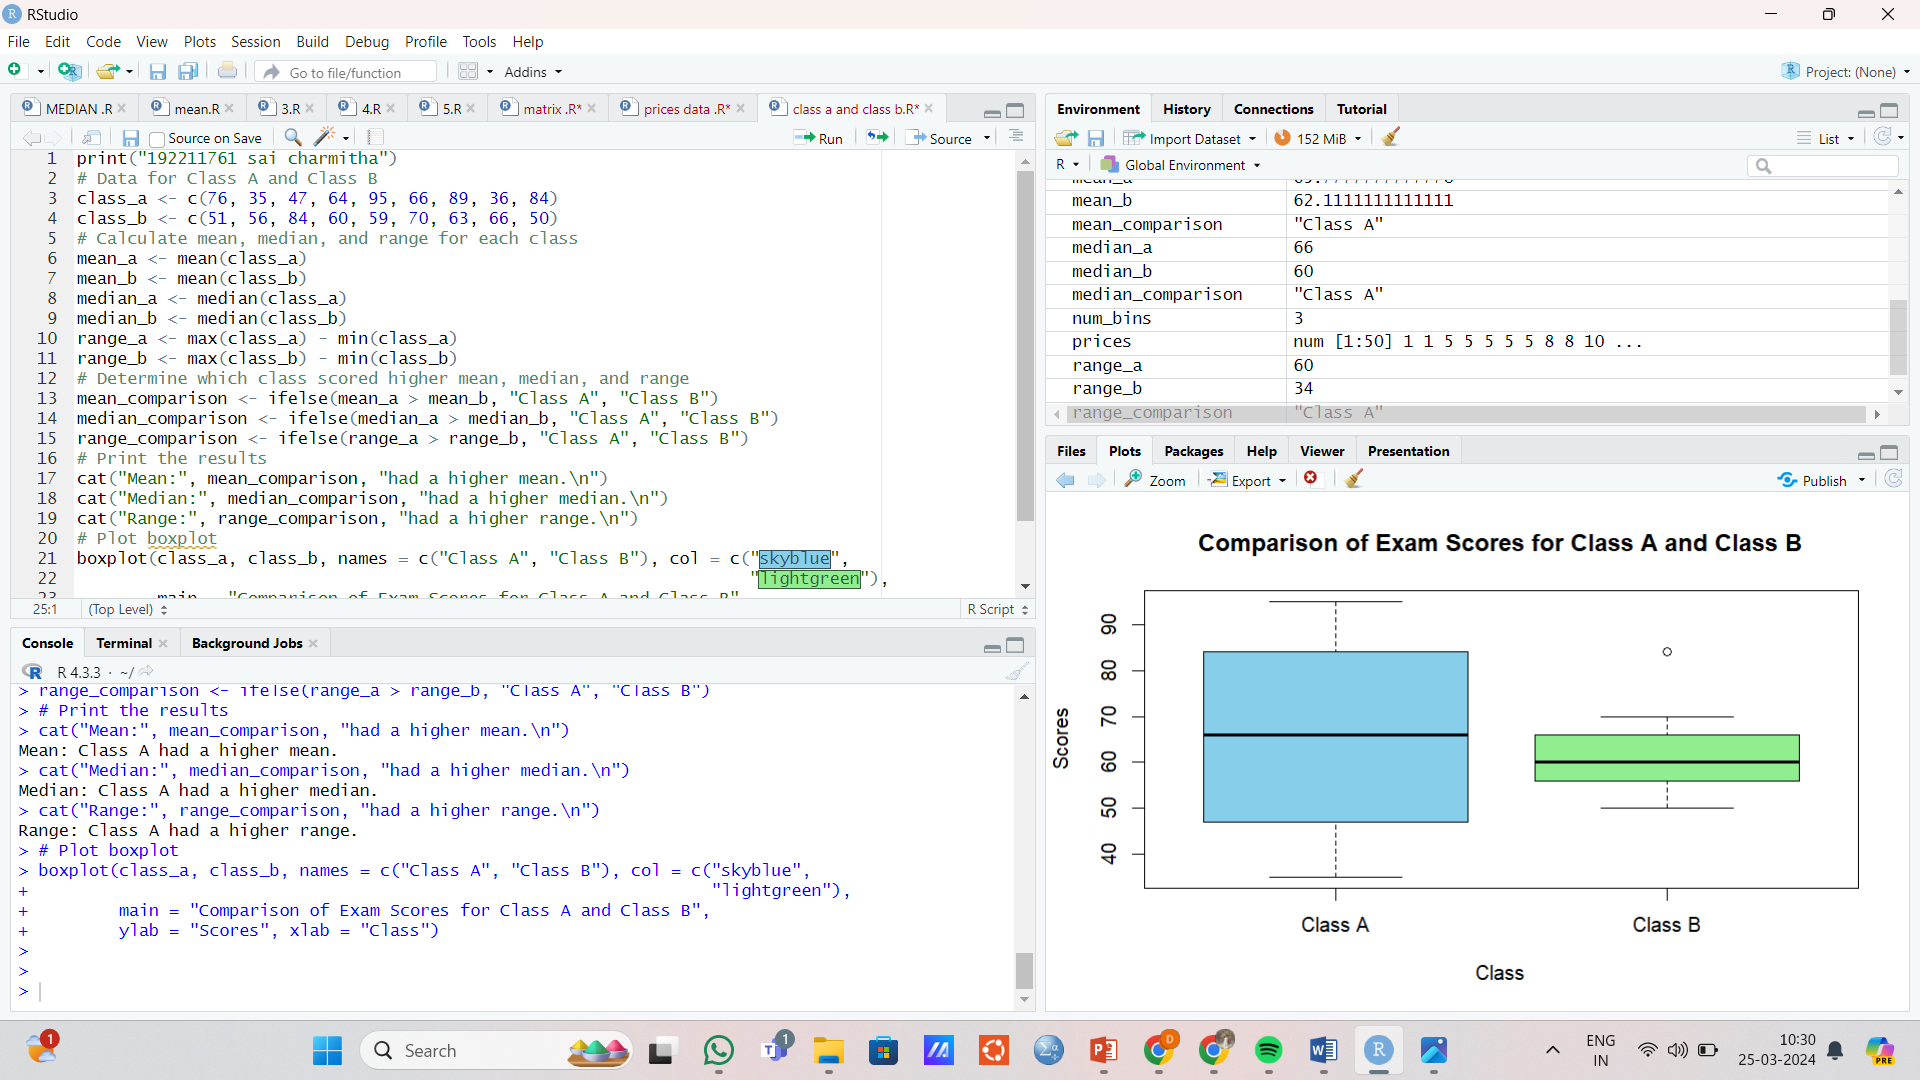 RStudio
File Edit Code View Plots Session Build Debug Profile Tools Help
Go to file/function Addins Project: (None)
MEDIAN .R mean.R 3.R 4.R 5.R matrix .R* prices data .R* class a and class b.R*
Source on Save Run Source
1 print("192211761 sai charmitha")
2 # Data for Class A and Class B
3 class_a <- c(76, 35, 47, 64, 95, 66, 89, 36, 84)
4 class_b <- c(51, 56, 84, 60, 59, 70, 63, 66, 50)
5 # Calculate mean, median, and range for each class
6 mean_a <- mean(class_a)
7 mean_b <- mean(class_b)
8 median_a <- median(class_a)
9 median_b <- median(class_b)
10 range_a <- max(class_a) - min(class_a)
11 range_b <- max(class_b) - min(class_b)
12 # Determine which class scored higher mean, median, and range
13 mean_comparison <- ifelse(mean_a > mean_b, "Class A", "Class B")
14 median_comparison <- ifelse(median_a > median_b, "Class A", "Class B")
15 range_comparison <- ifelse(range_a > range_b, "Class A", "Class B")
16 # Print the results
17 cat("Mean:", mean_comparison, "had a higher mean.\n")
18 cat("Median:", median_comparison, "had a higher median.\n")
19 cat("Range:", range_comparison, "had a higher range.\n")
20 # Plot boxplot
21 boxplot(class_a, class_b, names = c("Class A", "Class B"), col = c("skyblue",
22 "lightgreen"),
23 main = "Comparison of Exam Scores for Class A and Class B",
25:1 (Top Level) R Script
Console Terminal Background Jobs
R 4.3.3 · ~/
> range_comparison <- ifelse(range_a > range_b, "Class A", "Class B")
> # Print the results
> cat("Mean:", mean_comparison, "had a higher mean.\n")
Mean: Class A had a higher mean.
> cat("Median:", median_comparison, "had a higher median.\n")
Median: Class A had a higher median.
> cat("Range:", range_comparison, "had a higher range.\n")
Range: Class A had a higher range.
> # Plot boxplot
> boxplot(class_a, class_b, names = c("Class A", "Class B"), col = c("skyblue",
+ "lightgreen"),
+ main = "Comparison of Exam Scores for Class A and Class B",
+ ylab = "Scores", xlab = "Class")
>
>
>
Environment History Connections Tutorial
Import Dataset 152 MiB List
R Global Environment
mean_a
mean_b 62.1111111111111
mean_comparison "Class A"
median_a 66
median_b 60
median_comparison "Class A"
num_bins 3
prices num [1:50] 1 1 5 5 5 5 5 8 8 10 ...
range_a 60
range_b 34
range_comparison "Class A"
Files Plots Packages Help Viewer Presentation
Zoom Export Publish
Comparison of Exam Scores for Class A and Class B
90
80
70
60
50
40
Scores
Class A Class B
Class
1 Search 1 D PRE
ENG
IN
10:30
25-03-2024